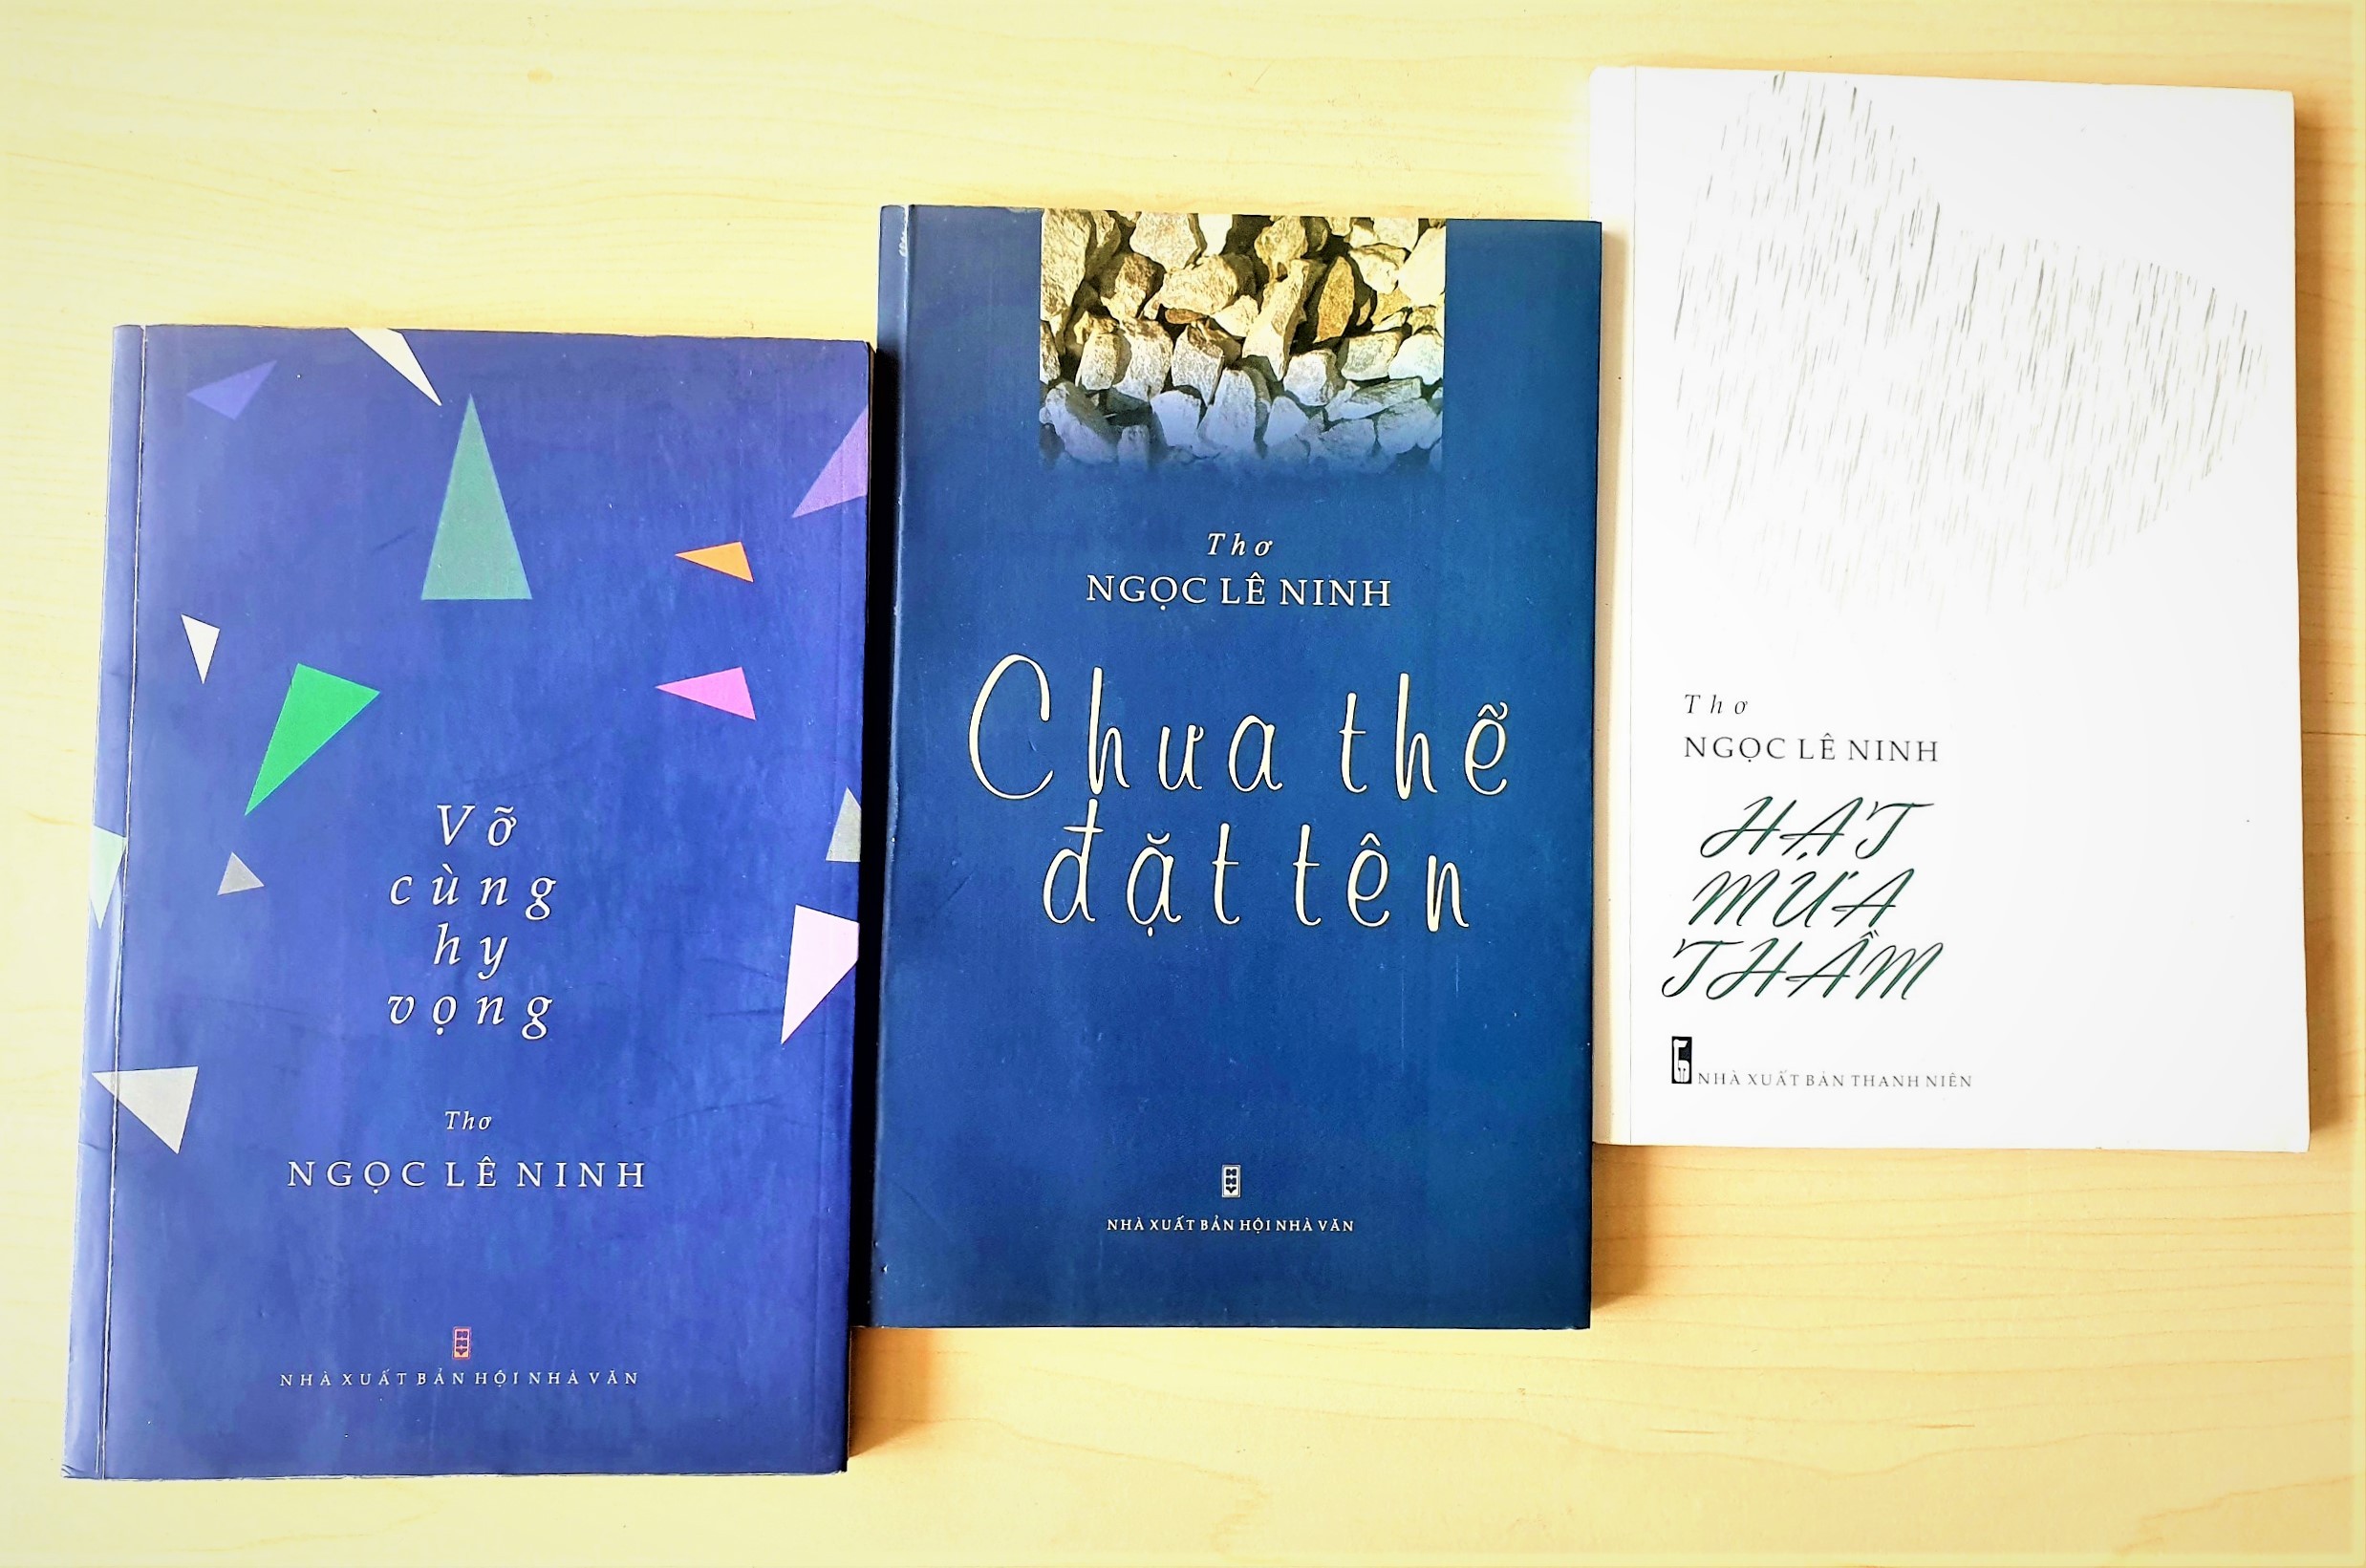 Vỡ
cùng
hy
vọng
Thơ
NGỌC LÊ NINH
NHÀ XUẤT BẢN HỘI NHÀ VĂN
Thơ
NGỌC LÊ NINH
Chưa thể
đặt tên
NHÀ XUẤT BẢN HỘI NHÀ VĂN
Thơ
NGỌC LÊ NINH
HẠT
MƯA
THẦM
NHÀ XUẤT BẢN THANH NIÊN